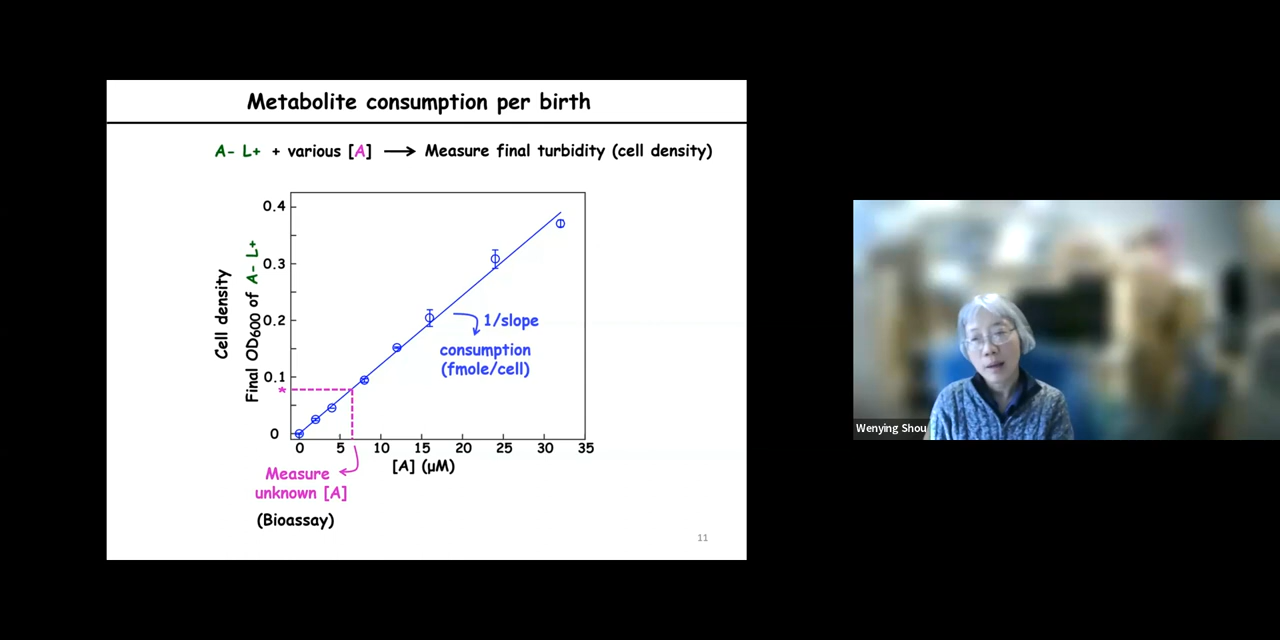 Metabolite consumption per birth
A- L+ + various [A] → Measure final turbidity (cell density)
Cell density
Final OD600 of A- L+
0.4
0.3
0.2
0.1
0
*
1/slope
consumption
(fmole/cell)
0 5 10 15 20 25 30 35
[A] (μM)
Measure
unknown [A]
(Bioassay)
11
Wenying Shou